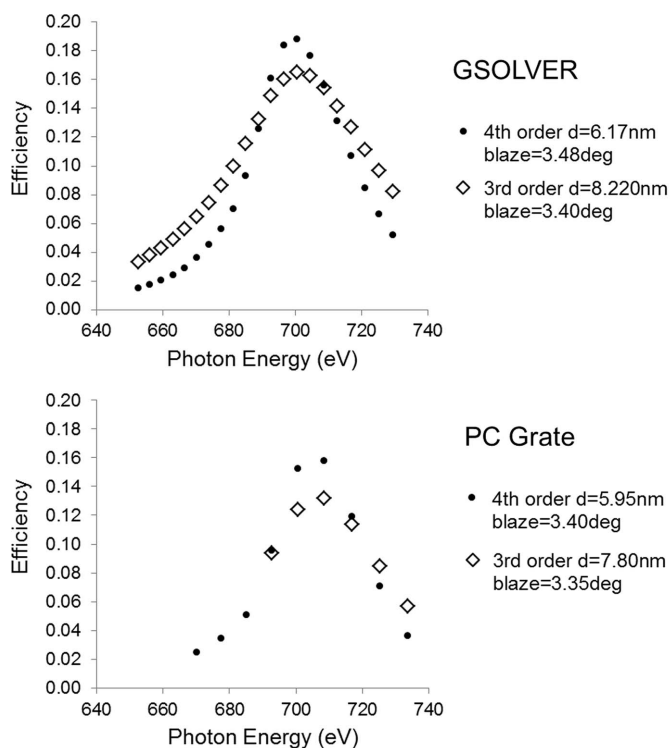 0.20
0.18
0.16
0.14
0.12
0.10
0.08
0.06
0.04
0.02
0.00
Efficiency
640 660 680 700 720 740
Photon Energy (eV)
GSOLVER
4th order d=6.17nm
blaze=3.48deg
3rd order d=8.220nm
blaze=3.40deg
0.20
0.18
0.16
0.14
0.12
0.10
0.08
0.06
0.04
0.02
0.00
Efficiency
640 660 680 700 720 740
Photon Energy (eV)
PC Grate
4th order d=5.95nm
blaze=3.40deg
3rd order d=7.80nm
blaze=3.35deg